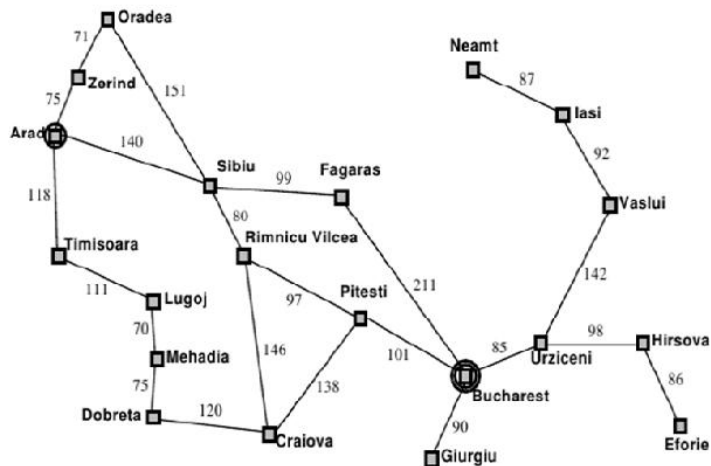 Oradea
71
Neamt
Zerind
87
75
151
Iasi
Arad
140
92
Sibiu
99
Fagaras
118
80
Vaslui
Timisoara
Rimnicu Vilcea
111
Lugoj
97
Pitesti
211
142
70
98
Hirsova
Mehadia
146
101
85
Urziceni
75
138
86
120
Bucharest
Dobreta
90
Craiova
Eforie
Giurgiu